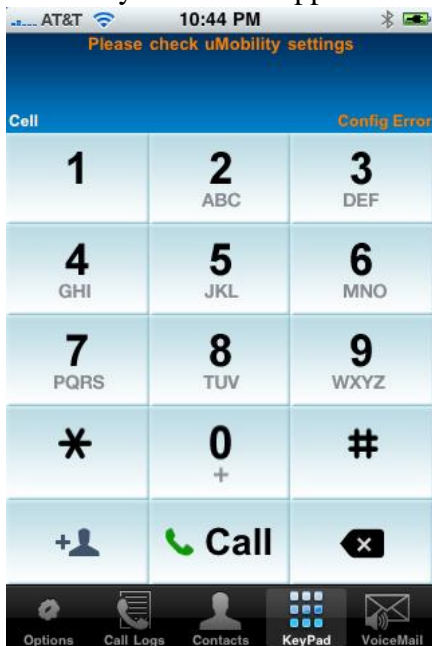 AT&T 10:44 PM
Please check uMobility settings
Cell Config Error
1 2 3
ABC DEF
4 5 6
GHI JKL MNO
7 8 9
PQRS TUV WXYZ
* 0 #
+
+ Call
Options Call Logs Contacts KeyPad VoiceMail